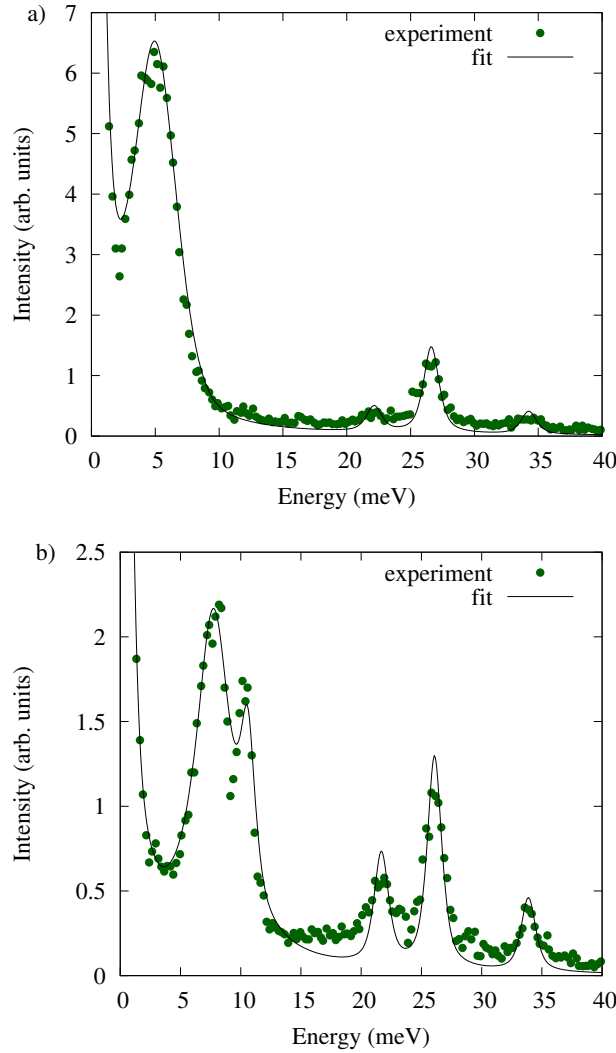 a)
experiment
fit
Intensity (arb. units)
7
6
5
4
3
2
1
0
0 5 10 15 20 25 30 35 40
Energy (meV)
b)
experiment
fit
Intensity (arb. units)
2.5
2
1.5
1
0.5
0
0 5 10 15 20 25 30 35 40
Energy (meV)